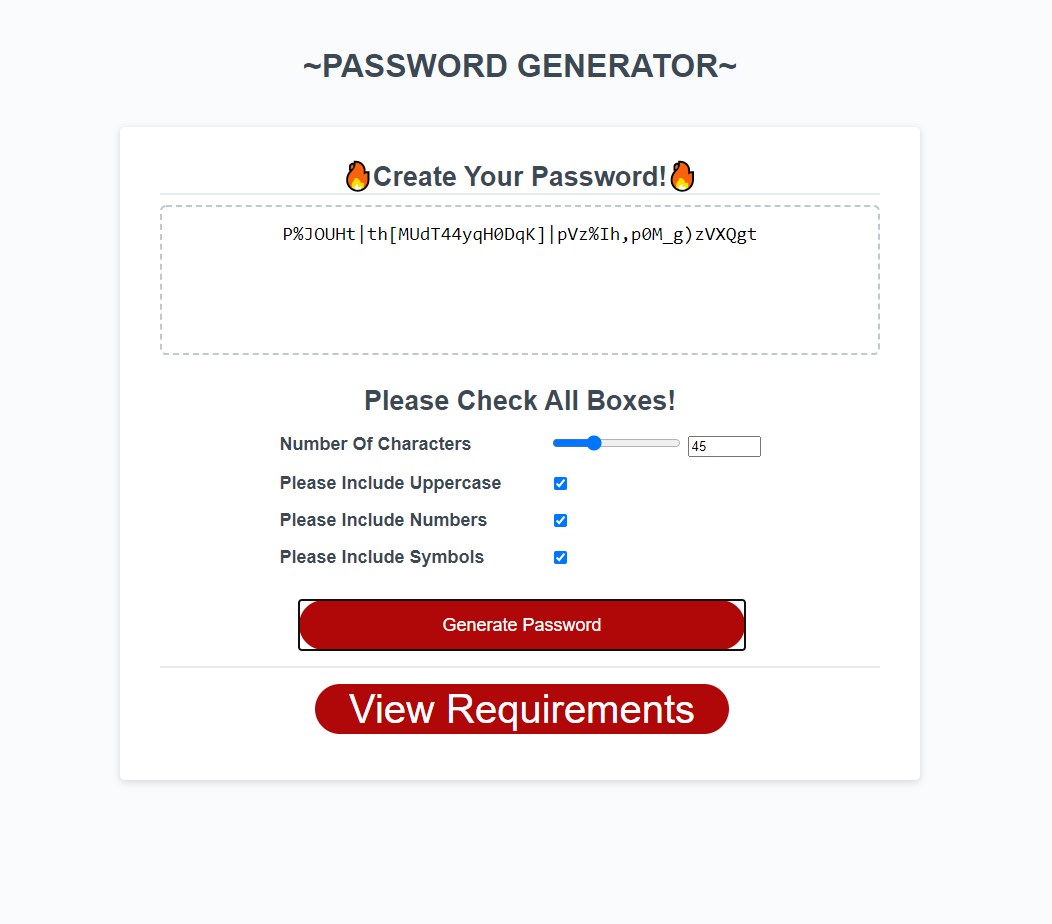 ~PASSWORD GENERATOR~
🔥Create Your Password!🔥
P%JOUHt|th[MUdT44yqH0DqK]|pVz%Ih,p0M_g)zVXQgt
Please Check All Boxes!
Number Of Characters 45
Please Include Uppercase
Please Include Numbers
Please Include Symbols
Generate Password
View Requirements